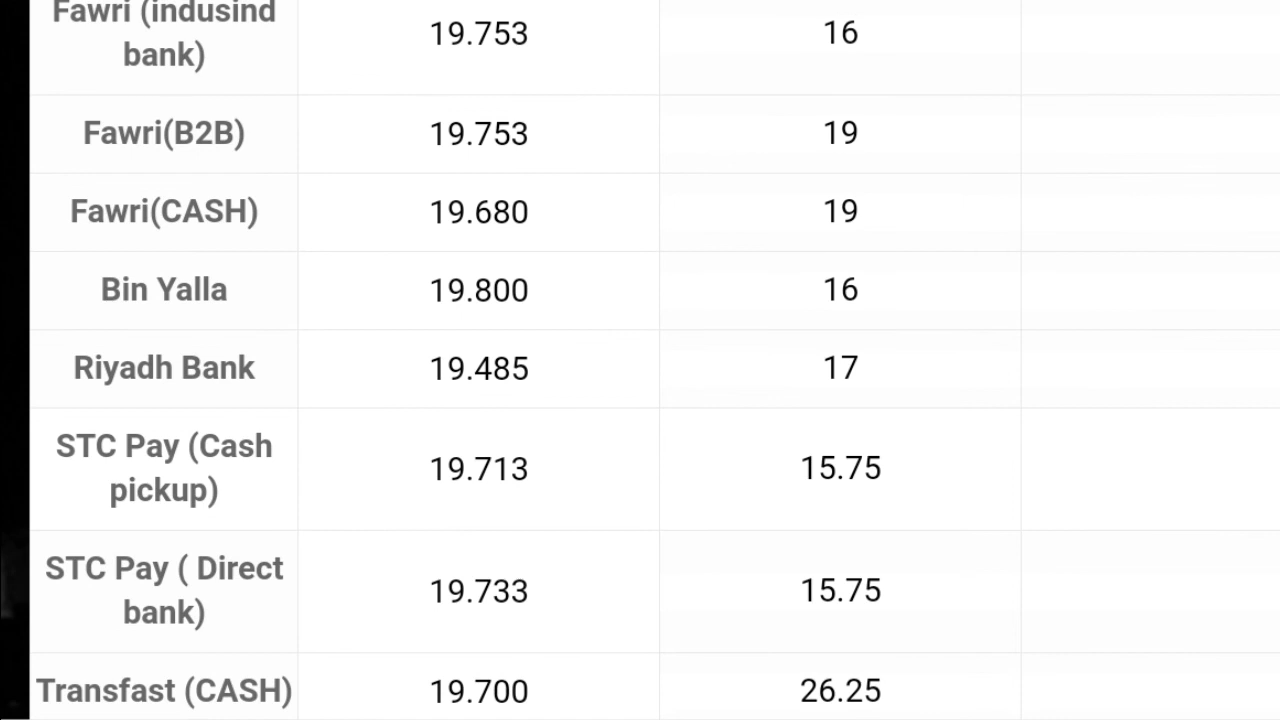 Fawri (indusind
bank)
19.753
16
Fawri(B2B)
19.753
19
Fawri(CASH)
19.680
19
Bin Yalla
19.800
16
Riyadh Bank
19.485
17
STC Pay (Cash
pickup)
19.713
15.75
STC Pay ( Direct
bank)
19.733
15.75
Transfast (CASH)
19.700
26.25